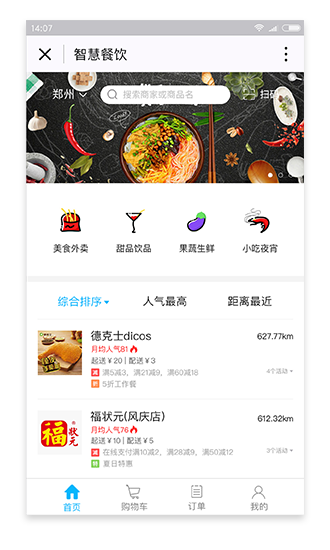 14:07
智慧餐饮
郑州
搜索商家或商品名
扫码
美食外卖
甜品饮品
果蔬生鲜
小吃夜宵
综合排序
人气最高
距离最近
德克士dicos
627.77km
月均人气81
起送 ¥ 20 | 配送 ¥ 3
减 满5减3，满21减9，满60减18
4个活动
折 5折工作餐
福状元(风庆店)
612.32km
月均人气76
起送 ¥ 10 | 配送 ¥ 5
减 在线支付满10减2，满28减9，满50减12
3个活动
特 夏日特惠
福 状元
首页
购物车
订单
我的